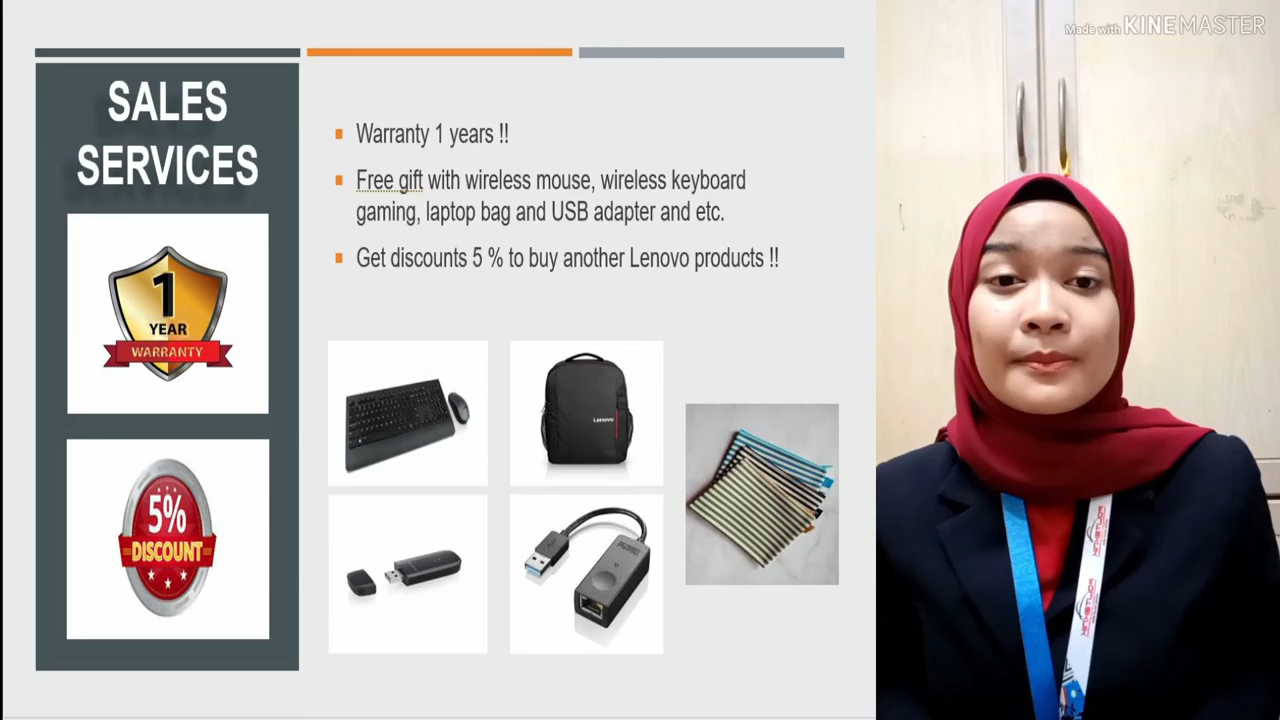 Made with KINEMASTER
SALES
SERVICES
1
YEAR
WARRANTY
5%
DISCOUNT
Warranty 1 years !!
Free gift with wireless mouse, wireless keyboard
gaming, laptop bag and USB adapter and etc.
Get discounts 5 % to buy another Lenovo products !!
Lenovo